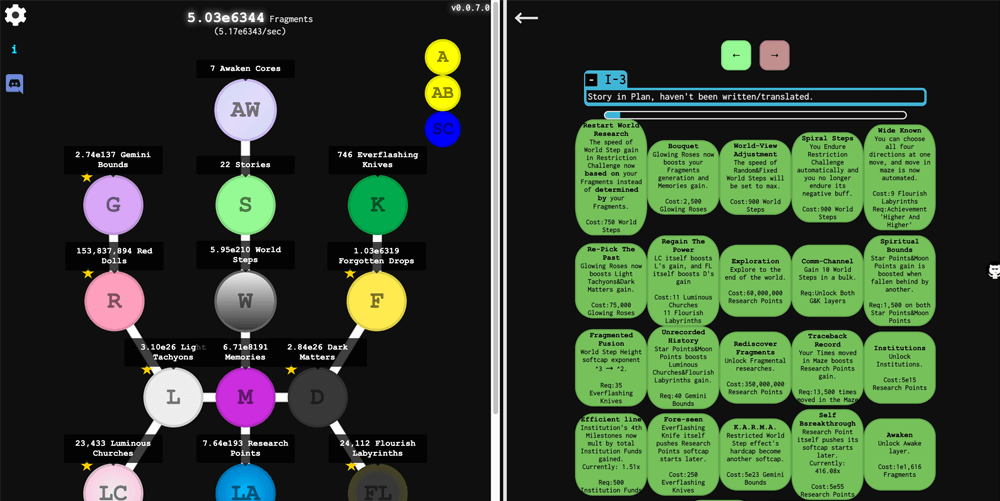 5.03e6344 Fragments
v0.0.7.0
(5.17e6343/sec)
i
A
AB
SC
7 Awaken Cores
AW
2.74e137 Gemini
Bounds
G
22 Stories
S
746 Everflashing
Knives
K
153,837,894 Red
Dolls
R
5.95e210 World
Steps
W
1.03e6319
Forgotten Drops
F
3.10e26 Light
Tachyons
L
6.71e8191
Memories
M
2.84e26 Dark
Matters
D
23,433 Luminous
Churches
LC
7.64e193 Research
Points
LA
24,112 Flourish
Labyrinths
FL
←
← →
- I-3
Story in Plan, haven't been written/translated.
Restart World
Research
The speed of
World Step gain
in Restriction
Challenge now
based on your
Fragments instead
of determined
by your
Fragments.
Cost:750 World
Steps
Bouquet
Glowing Roses now
boosts your
Fragments
generation and
Memories gain.
Cost:2,500
Glowing Roses
World-View
Adjustment
The speed of
Random&Fixed
World Steps will
be set to max.
Cost:900 World
Steps
Spiral Steps
You Endure
Restriction
Challenge
automatically and
you no longer
endure its
negative buff.
Cost:900 World
Steps
Wide Known
You can choose
all four
directions at one
move, and move in
maze is now
automated.
Cost:9 Flourish
Labyrinths
Req:Achievement
'Higher And
Higher'
Re-Pick The
Past
Glowing Roses now
boosts Light
Tachyons&Dark
Matters gain.
Cost:75,000
Glowing Roses
Regain The
Power
LC itself boosts
L's gain, and FL
itself boosts D's
gain
Cost:11 Luminous
Churches
11 Flourish
Labyrinths
Exploration
Explore to the
end of the world.
Cost:60,000,000
Research Points
Comm-Channel
Gain 10 World
Steps in a bulk.
Req:Unlock Both
G&K layers
Spiritual
Bounds
Star Points&Moon
Points gain is
boosted when
fallen behind by
another.
Req:1,500 on both
Star Points&Moon
Points
Fragmented
Fusion
World Step Height
softcap exponent
^3 → ^2.
Req:35
Everflashing
Knives
Unrecorded
History
Star Points&Moon
Points boosts
Luminous
Churches&Flourish
Labyrinths gain.
Req:40 Gemini
Bounds
Rediscover
Fragments
Unlock Fragmental
researches.
Cost:350,000,000
Research Points
Traceback
Record
Your Times moved
in Maze boosts
Research Points
gain.
Req:13,500 times
moved in the Maze
Institutions
Unlock
Institutions.
Cost:5e15
Research Points
Efficient line
Institution's 4th
Milestones now
mult by total
Institution Funds
gained.
Currently: 1.51x
Req:500
Institution Funds
Fore-seen
Everflashing
Knife itself
pushes Research
Points softcap
starts later.
Cost:250
Everflashing
Knives
K.A.R.M.A.
Restricted World
Step effect's
hardcap become
another softcap.
Cost:5e23 Gemini
Bounds
Self
Bsreakthrough
Research Point
itself pushes its
softcap starts
later.
Currently:
416.08x
Cost:5e55
Research Points
Awaken
Unlock Awake
layer.
Cost:1e1,616
Fragments